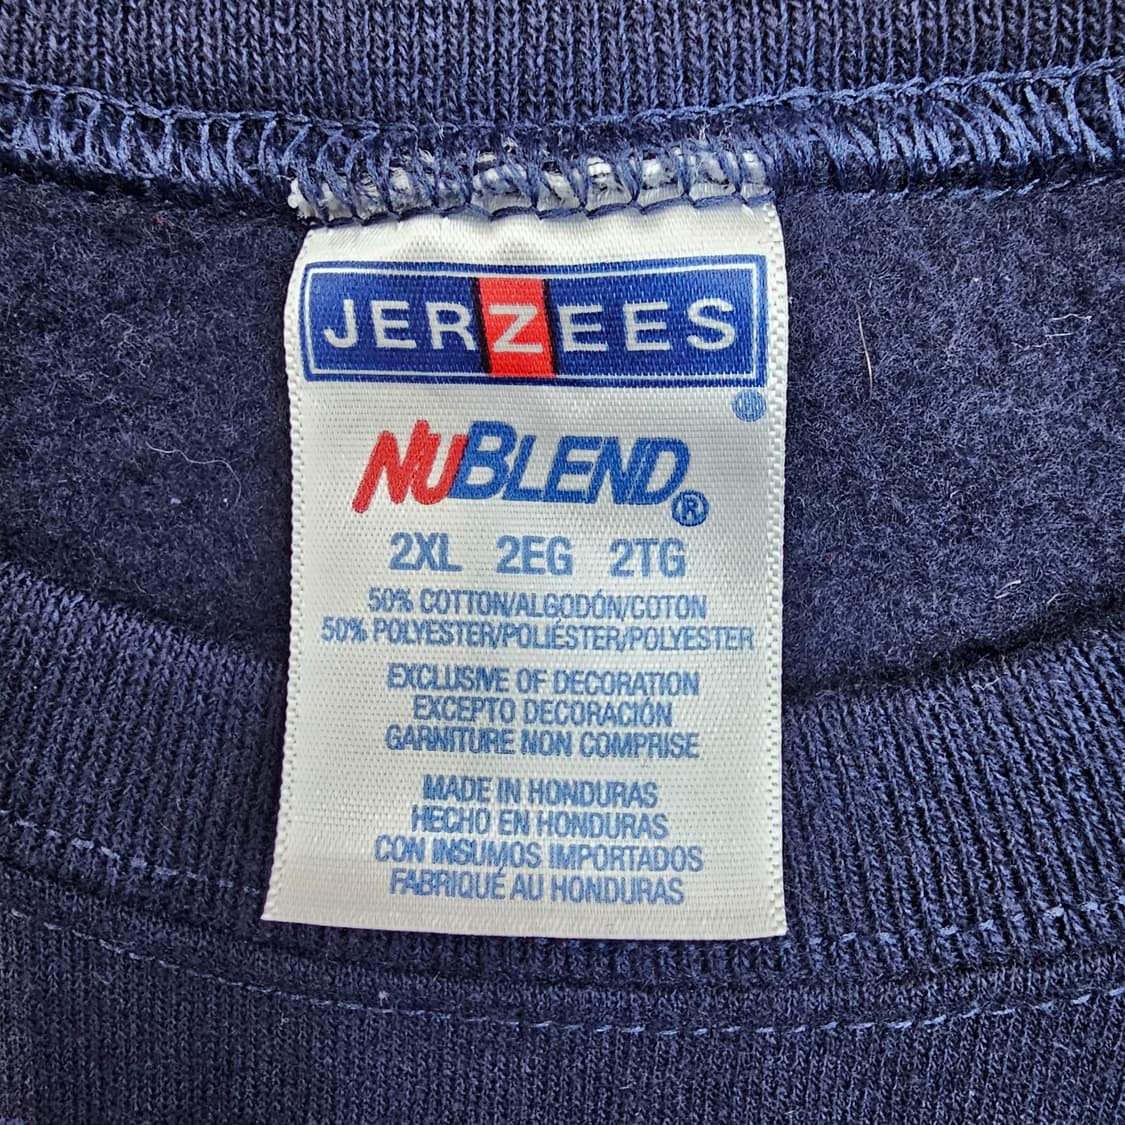 JERZEES
®
NUBLEND®
2XL 2EG 2TG
50% COTTON/ALGODÓN/COTON
50% POLYESTER/POLIÉSTER/POLYESTER
EXCLUSIVE OF DECORATION
EXCEPTO DECORACIÓN
GARNITURE NON COMPRISE
MADE IN HONDURAS
HECHO EN HONDURAS
CON INSUMOS IMPORTADOS
FABRIQUÉ AU HONDURAS